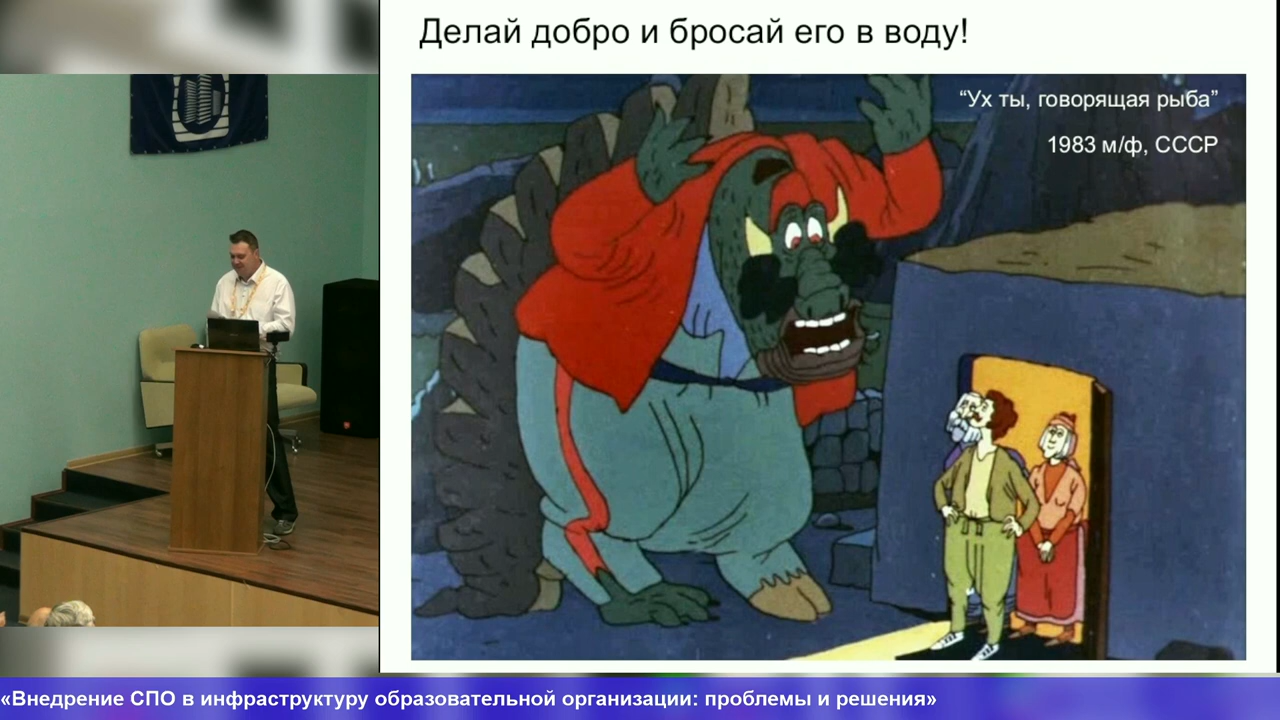 Делай добро и бросай его в воду!
“Ух ты, говорящая рыба”
1983 м/ф, СССР
«Внедрение СПО в инфраструктуру образовательной организации: проблемы и решения»